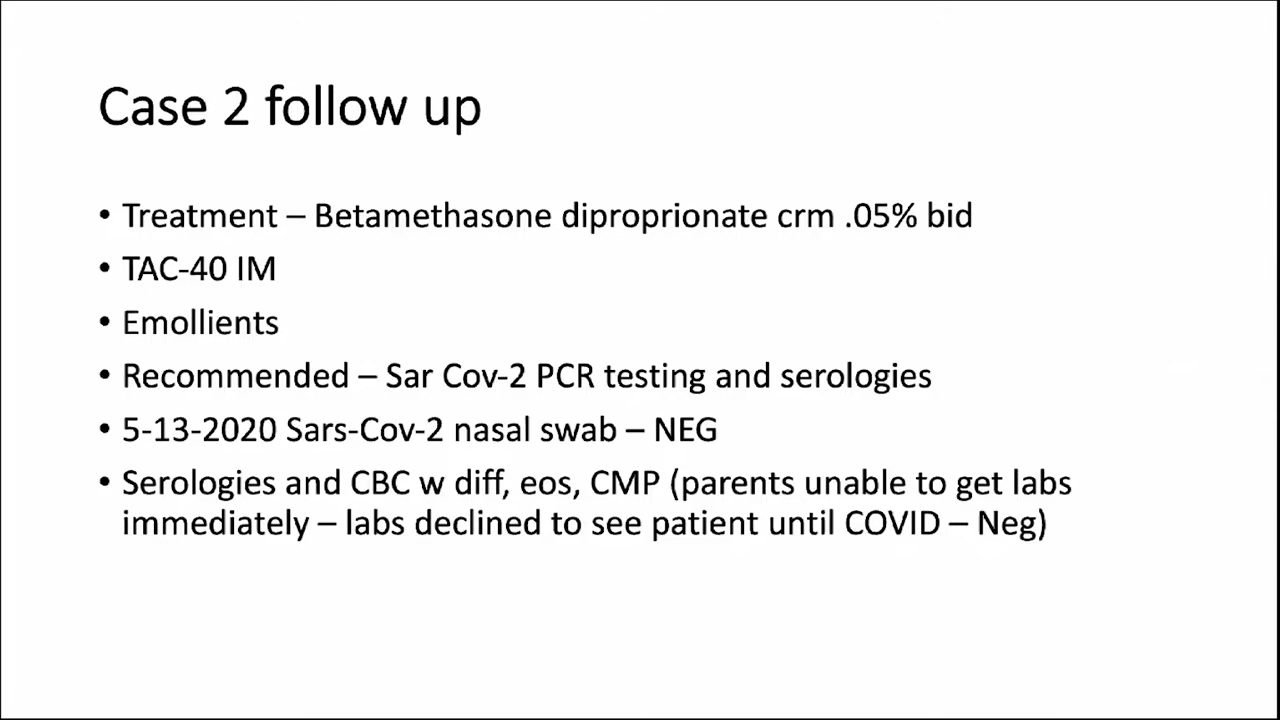 Case 2 follow up
• Treatment – Betamethasone diproprionate crm .05% bid
• TAC-40 IM
• Emollients
• Recommended – Sar Cov-2 PCR testing and serologies
• 5-13-2020 Sars-Cov-2 nasal swab – NEG
• Serologies and CBC w diff, eos, CMP (parents unable to get labs
immediately – labs declined to see patient until COVID – Neg)